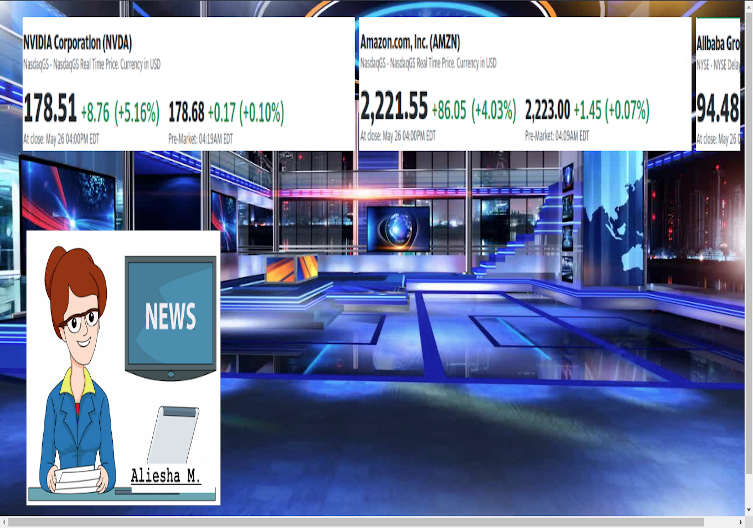 NVIDIA Corporation (NVDA)
NasdaqGS - NasdaqGS Real Time Price. Currency in USD
178.51 +8.76 (+5.16%) 178.68 +0.17 (+0.10%)
At close: May 26 04:00PM EDT Pre-Market: 04:19AM EDT
Amazon.com, Inc. (AMZN)
NasdaqGS - NasdaqGS Real Time Price. Currency in USD
2,221.55 +86.05 (+4.03%) 2,223.00 +1.45 (+0.07%)
At close: May 26 04:00PM EDT Pre-Market: 04:09AM EDT
Alibaba Gro
NYSE - NYSE Delay
94.48
At close: May 26 0
NEWS
Aliesha M.